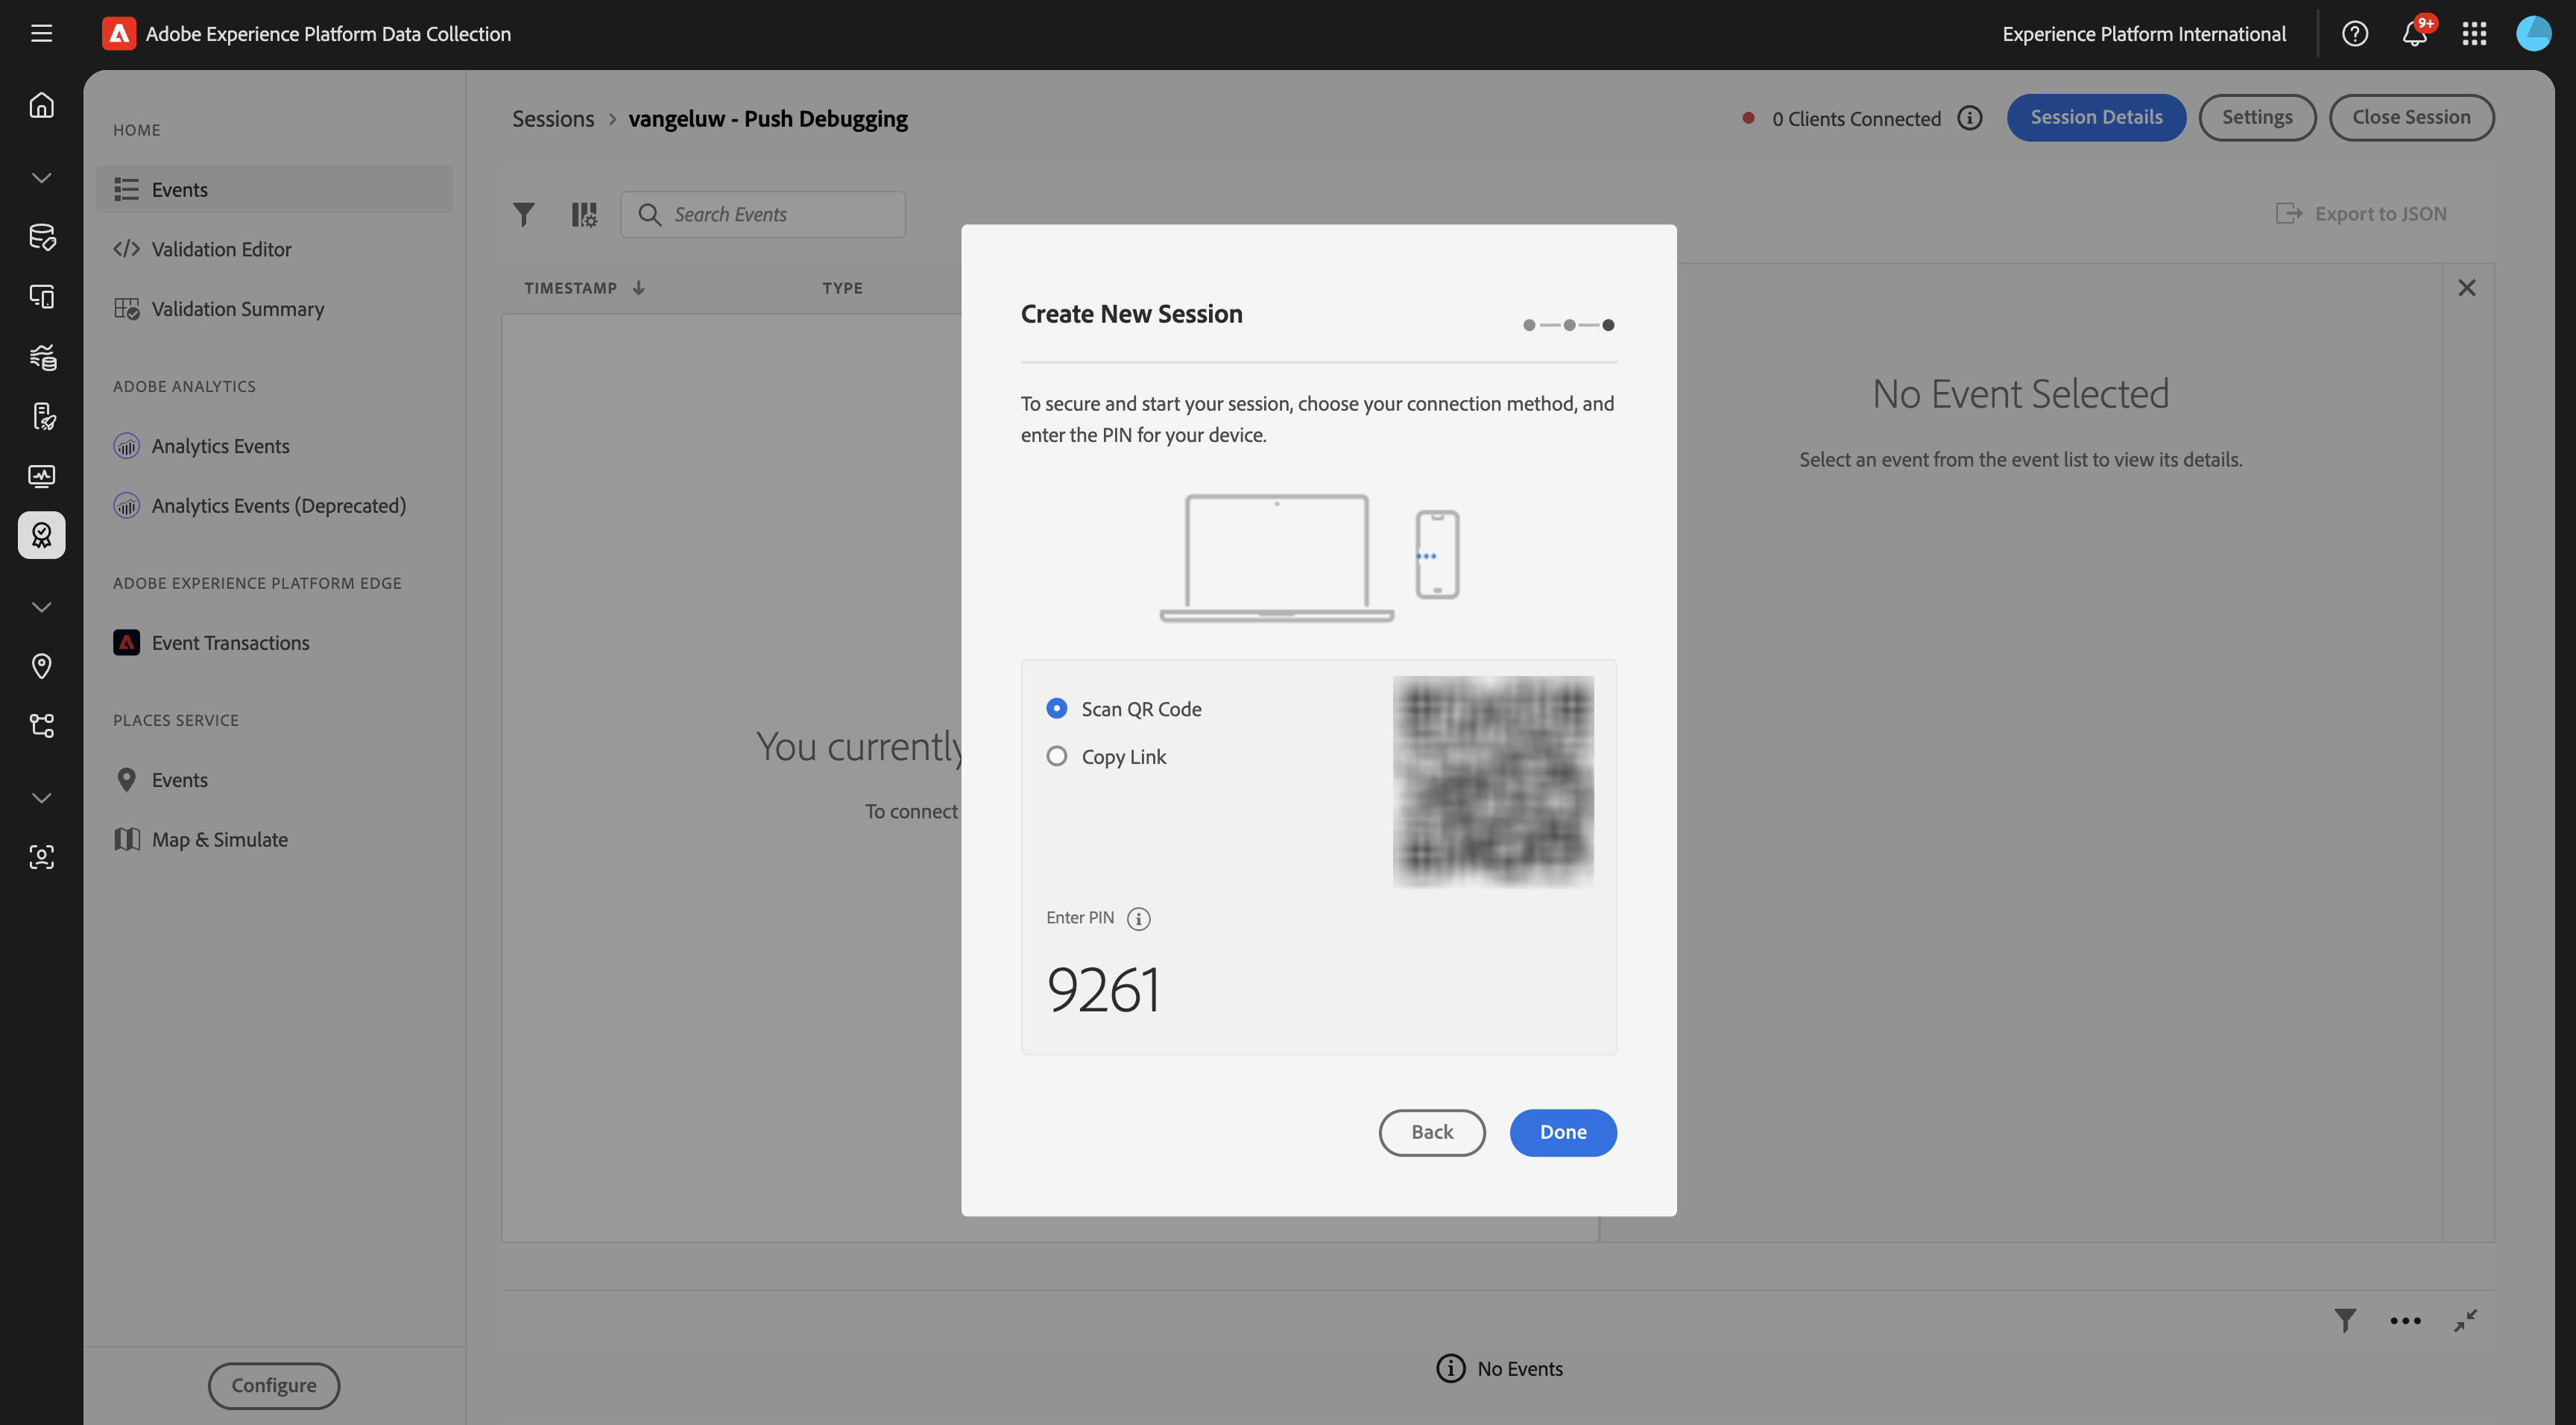 Adobe Experience Platform Data Collection
Experience Platform International
9+
HOME
Events
Validation Editor
Validation Summary
ADOBE ANALYTICS
Analytics Events
Analytics Events (Deprecated)
ADOBE EXPERIENCE PLATFORM EDGE
Event Transactions
PLACES SERVICE
Events
Map & Simulate
Configure
Sessions > vangeluw - Push Debugging
0 Clients Connected
Session Details
Settings
Close Session
Search Events
Export to JSON
TIMESTAMP
TYPE
You currently
To connect
No Event Selected
Select an event from the event list to view its details.
Create New Session
To secure and start your session, choose your connection method, and
enter the PIN for your device.
Scan QR Code
Copy Link
Enter PIN
9261
Back
Done
No Events